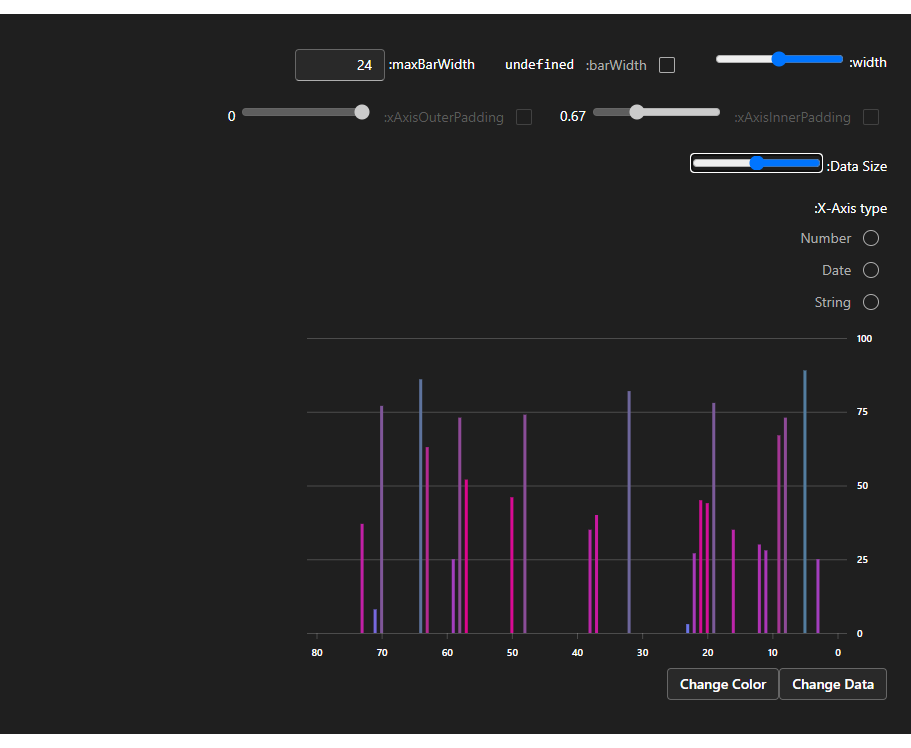 width: barWidth: undefined maxBarWidth: 24
xAxisInnerPadding: 0.67 xAxisOuterPadding: 0
Data Size:
X-Axis type:
Number
Date
String
100
75
50
25
0
80 70 60 50 40 30 20 10 0
Change Color Change Data